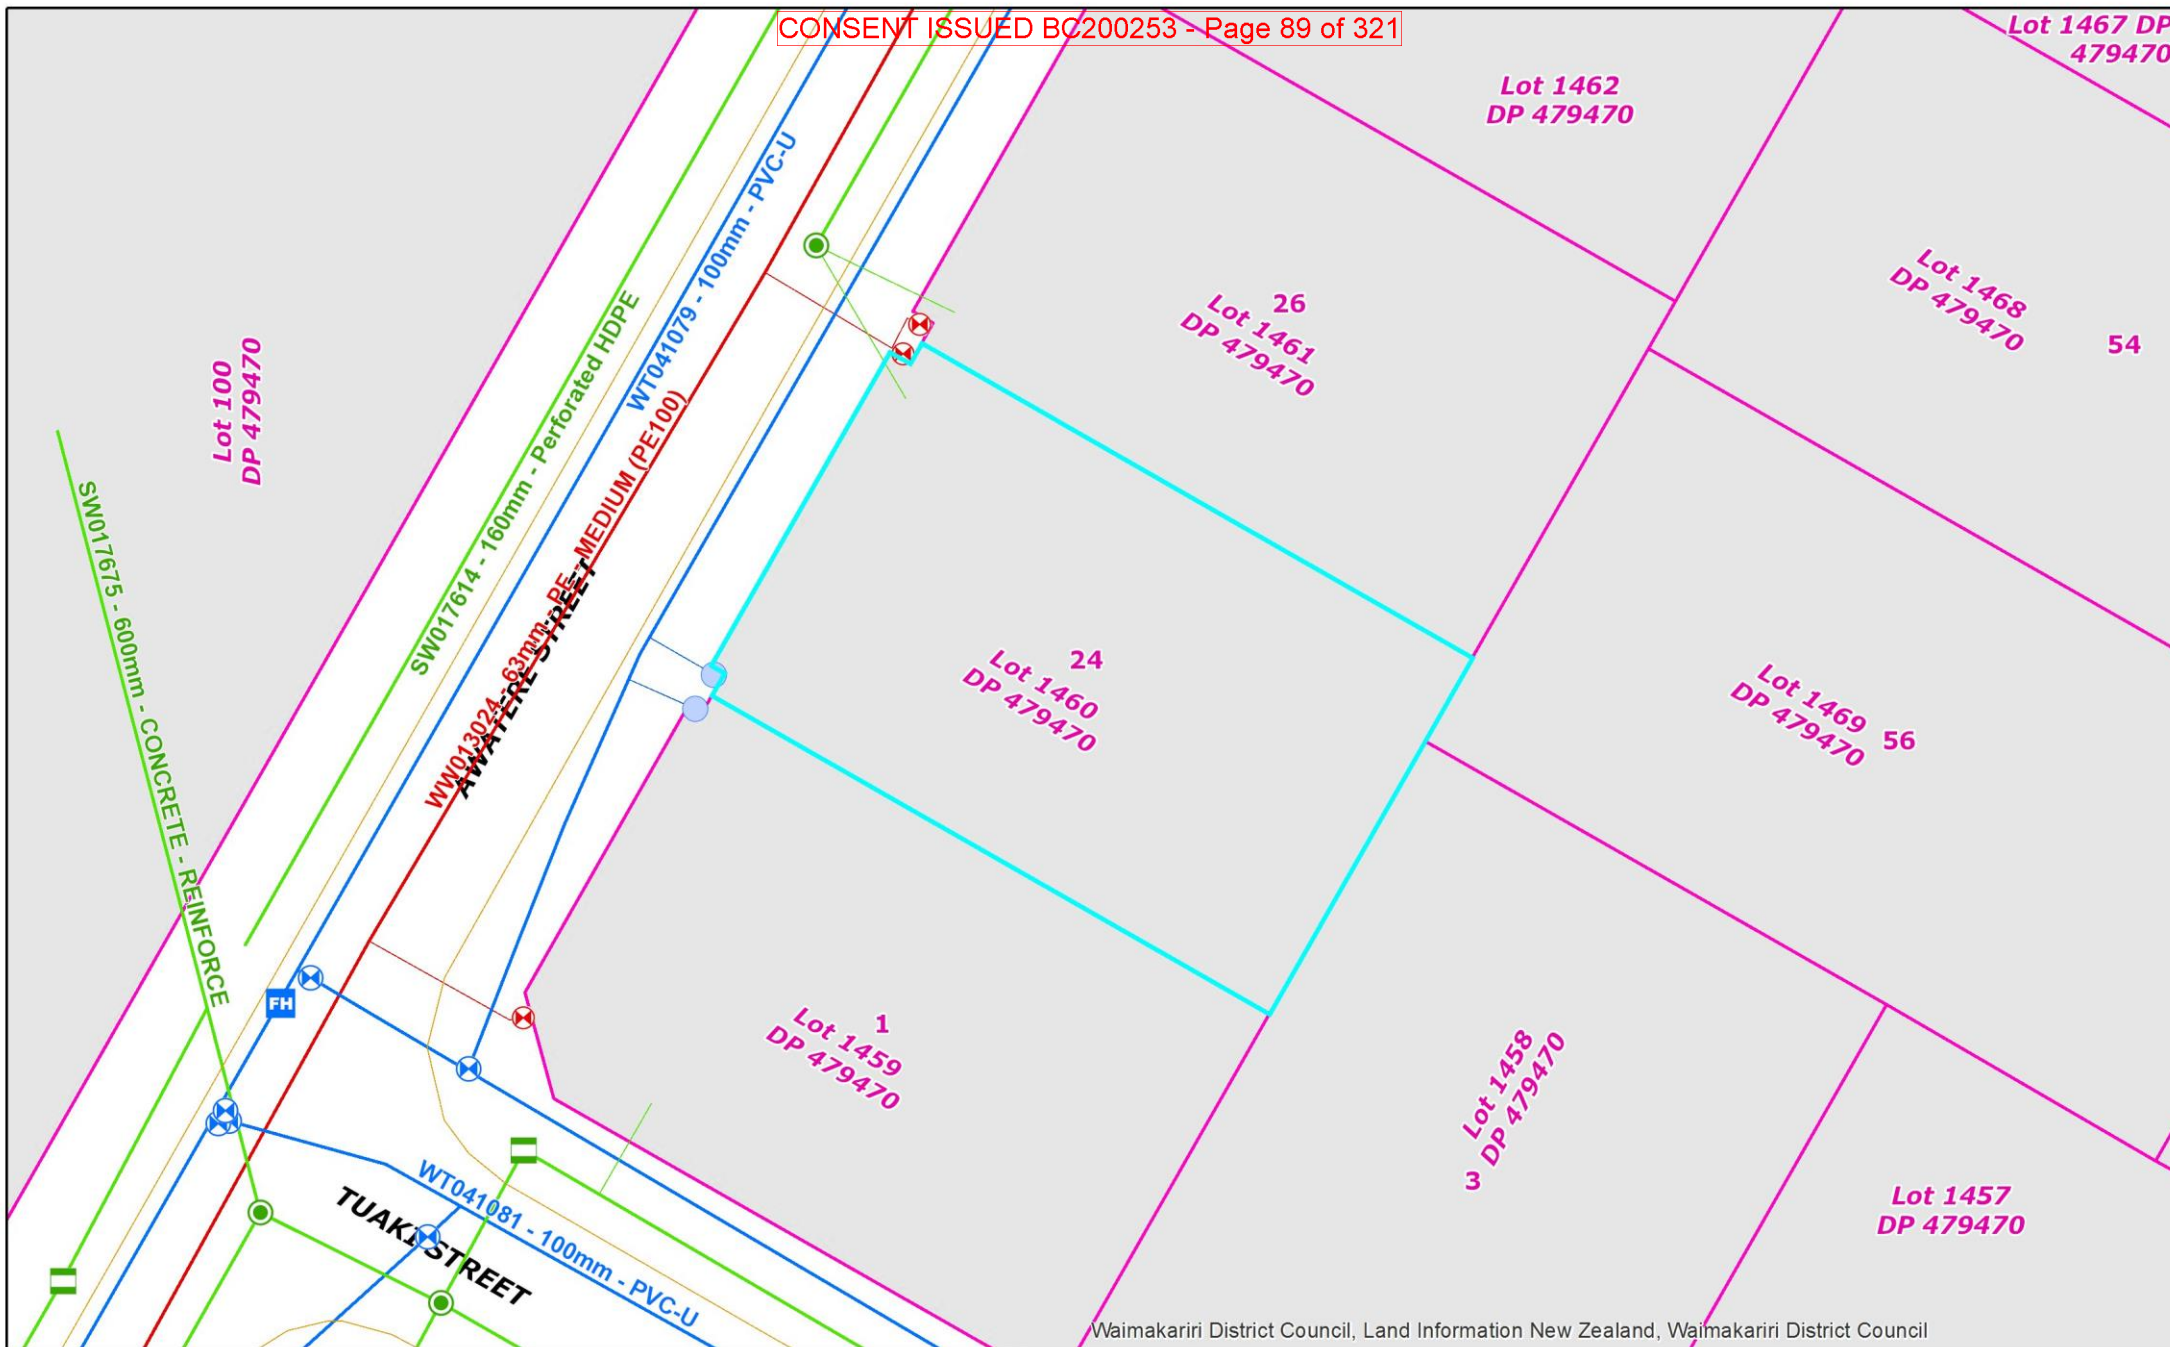 CONSENT ISSUED BC200253 - Page 89 of 321
Lot 1467 DP
479470
Lot 1462
DP 479470
26
Lot 1461
DP 479470
Lot 1468
DP 479470
54
Lot 100
DP 479470
WT041079 - 100mm - PVC-U
SW017614 - 160mm - Perforated HDPE
WW013024 - 63mm - PE - MEDIUM (PE100)
AWATERE STREET
SW017675 - 600mm - CONCRETE - REINFORCE
24
Lot 1460
DP 479470
Lot 1469
DP 479470
56
FH
1
Lot 1459
DP 479470
Lot 1458
DP 479470
3
Lot 1457
DP 479470
WT041081 - 100mm - PVC-U
TUAKI STREET
Waimakariri District Council, Land Information New Zealand, Waimakariri District Council